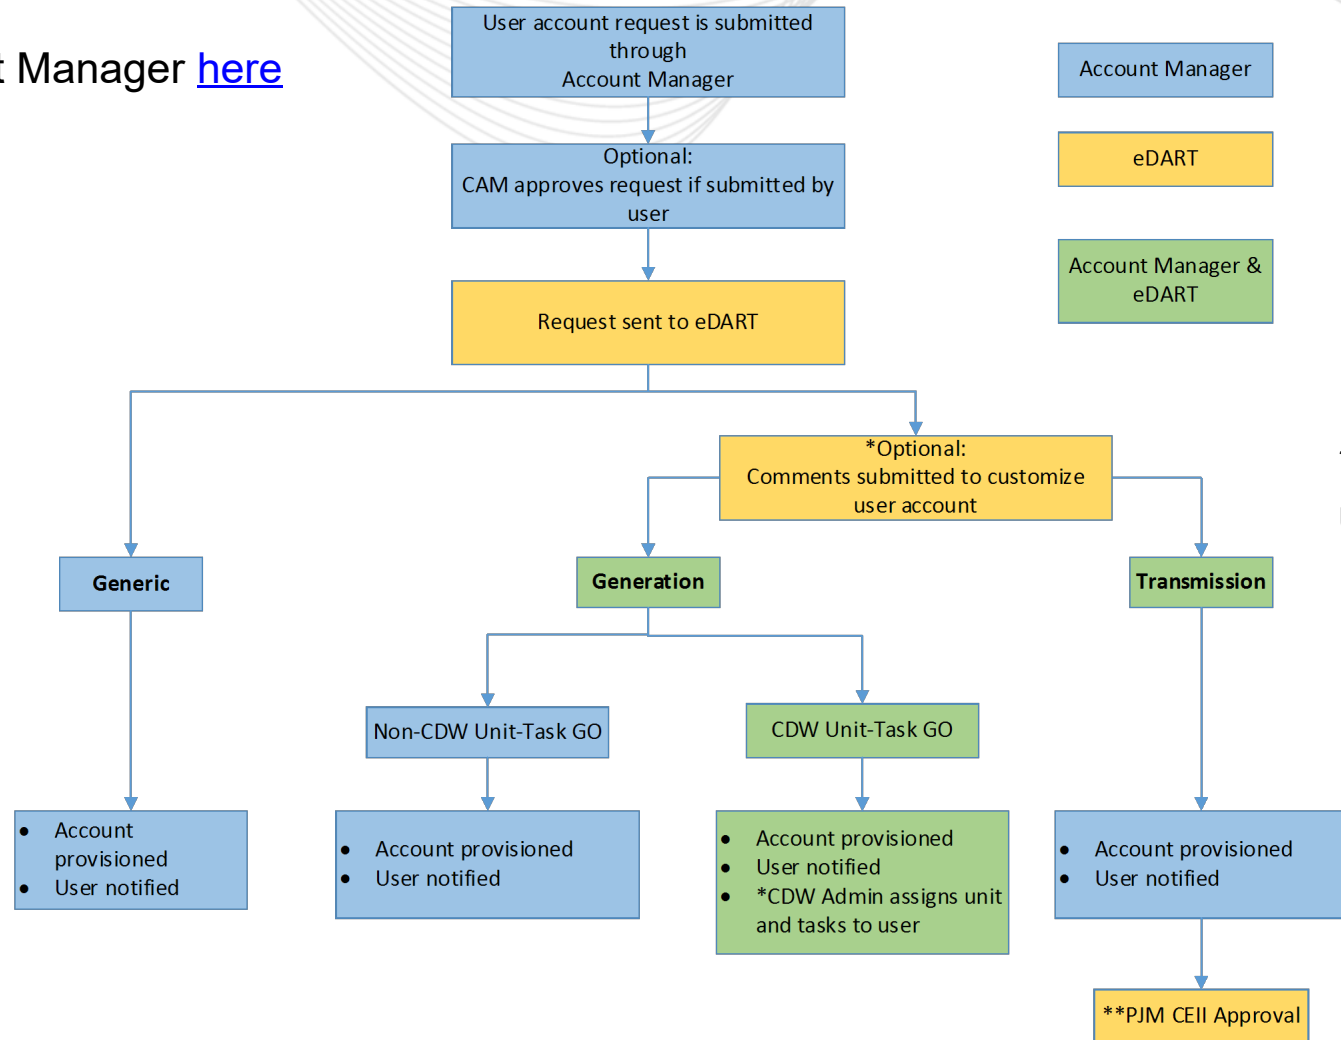 t Manager here
User account request is submitted
through
Account Manager
Account Manager
eDART
Account Manager &
eDART
Optional:
CAM approves request if submitted by
user
Request sent to eDART
*Optional:
Comments submitted to customize
user account
Generic
Generation
Transmission
Non-CDW Unit-Task GO
CDW Unit-Task GO
• Account
provisioned
• User notified
• Account provisioned
• User notified
• Account provisioned
• User notified
• *CDW Admin assigns unit
and tasks to user
• Account provisioned
• User notified
**PJM CEII Approval